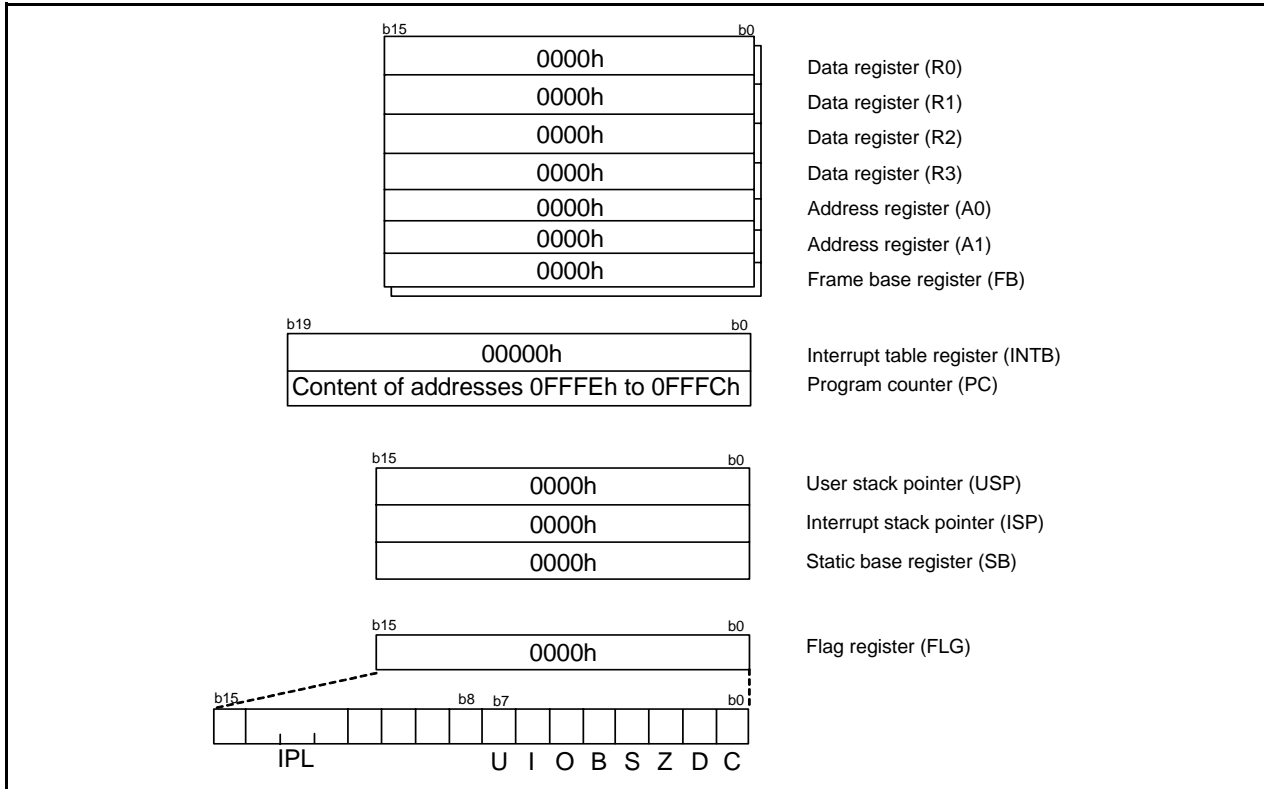 b15 b0
0000h Data register (R0)
0000h Data register (R1)
0000h Data register (R2)
0000h Data register (R3)
0000h Address register (A0)
0000h Address register (A1)
0000h Frame base register (FB)
b19 b0
00000h Interrupt table register (INTB)
Content of addresses 0FFFEh to 0FFFCh Program counter (PC)
b15 b0
0000h User stack pointer (USP)
0000h Interrupt stack pointer (ISP)
0000h Static base register (SB)
b15 b0
0000h Flag register (FLG)
b15 b8 b7 b0
IPL U I O B S Z D C